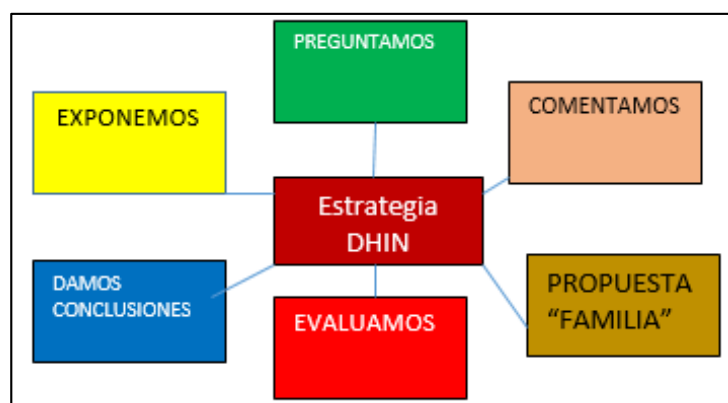 PREGUNTAMOS
EXPONEMOS
COMENTAMOS
Estrategia
DHIN
DAMOS
CONCLUSIONES
EVALUAMOS
PROPUESTA
“FAMILIA”